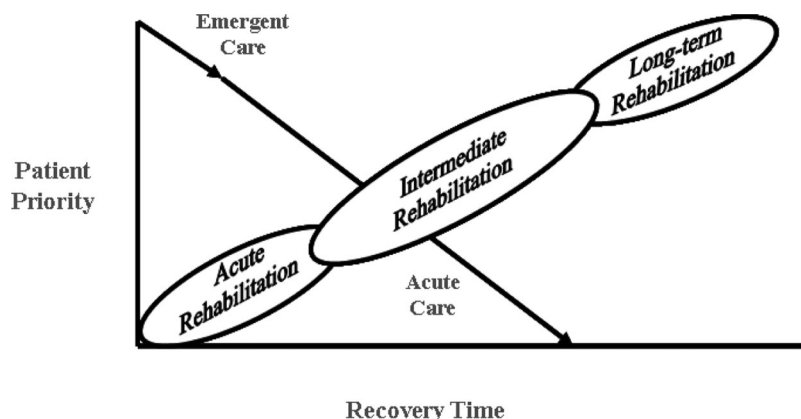 Emergent
Care
Long-term
Rehabilitation
Patient
Priority
Intermediate
Rehabilitation
Acute
Rehabilitation
Acute
Care
Recovery Time